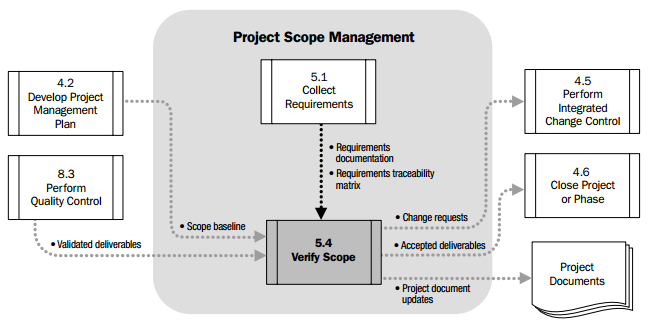 Project Scope Management
4.2
Develop Project
Management
Plan
5.1
Collect
Requirements
4.5
Perform
Integrated
Change Control
8.3
Perform
Quality Control
• Requirements
documentation
• Requirements traceability
matrix
4.6
Close Project
or Phase
• Scope baseline
• Change requests
• Validated deliverables
5.4
Verify Scope
• Accepted deliverables
• Project document
updates
Project
Documents